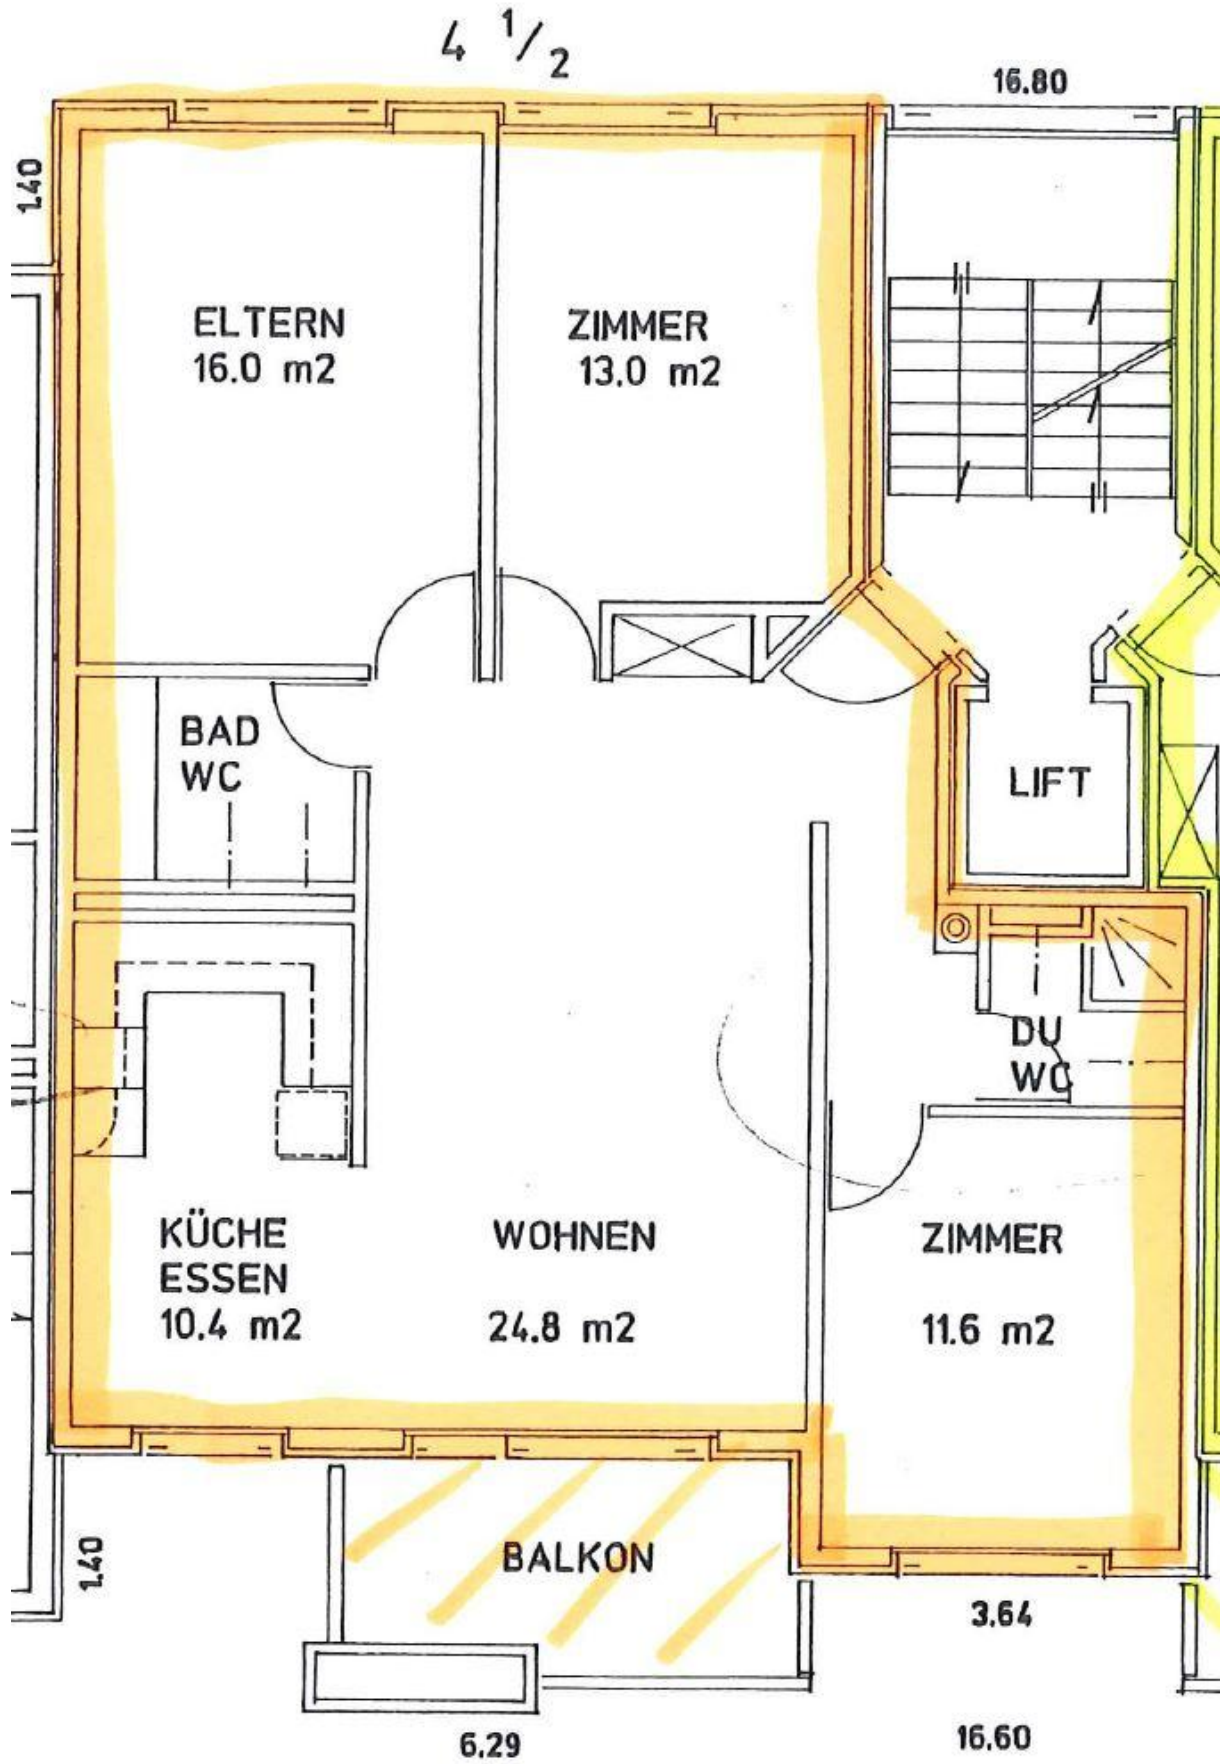 4 1/2
16.80
1.40
ELTERN
16.0 m2
ZIMMER
13.0 m2
BAD
WC
LIFT
DU
WC
KÜCHE
ESSEN
10.4 m2
WOHNEN
24.8 m2
ZIMMER
11.6 m2
BALKON
1.40
3.64
6.29
16.60